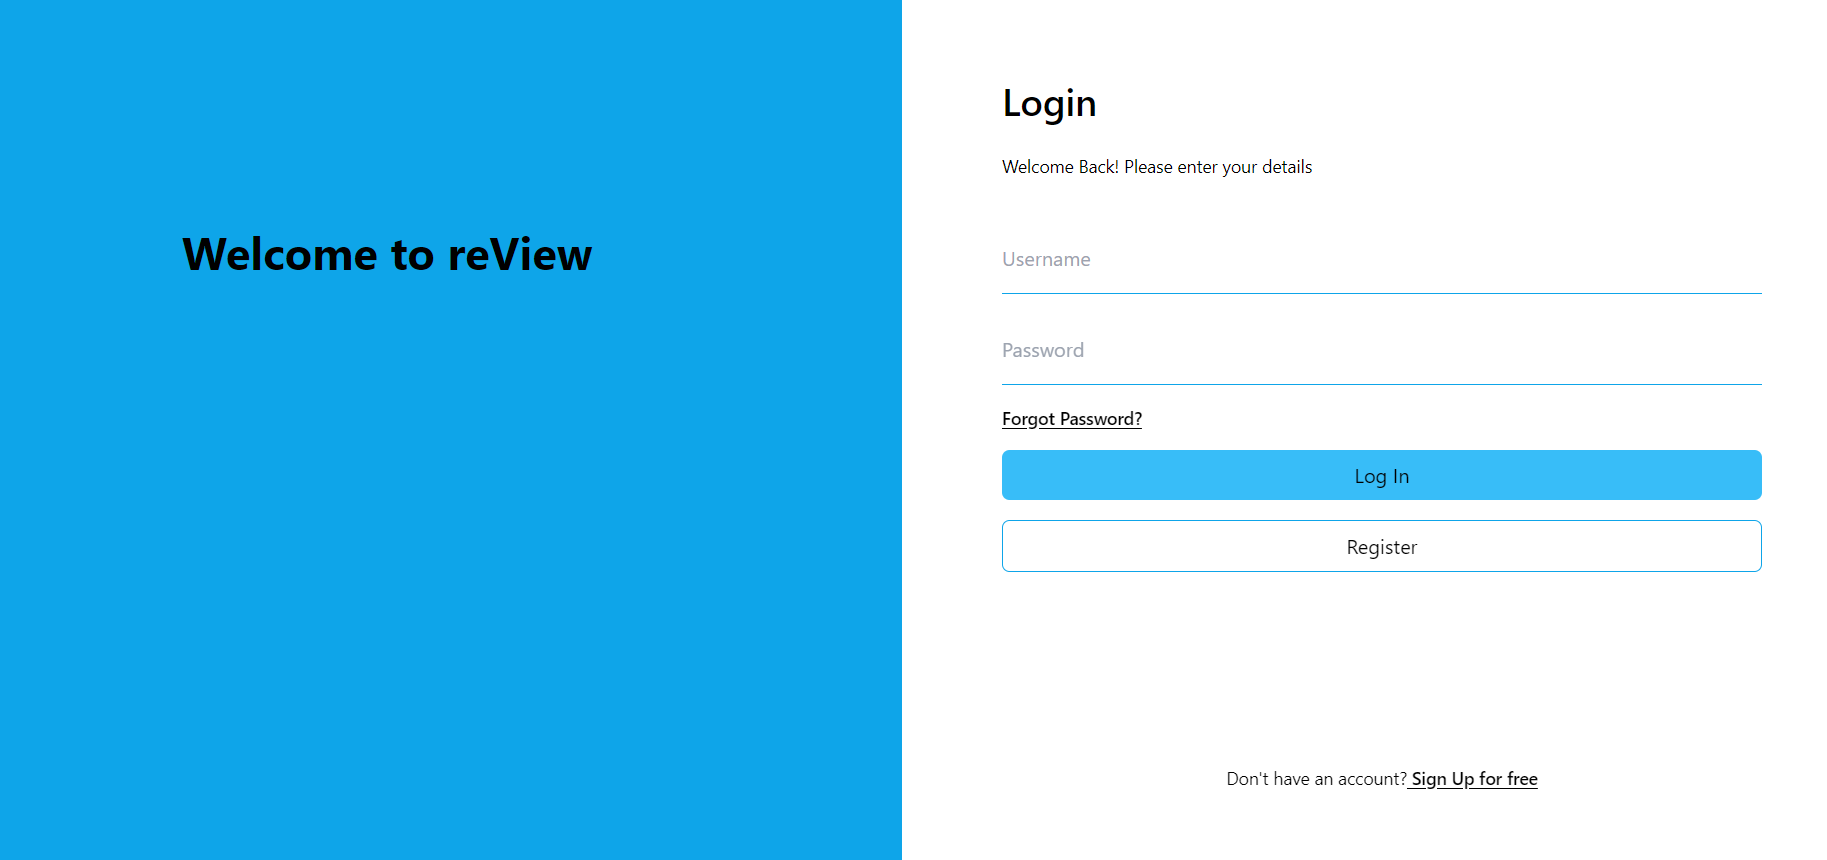 Welcome to reView
Login
Welcome Back! Please enter your details
Username
Password
Forgot Password?
Log In
Register
Don't have an account? Sign Up for free